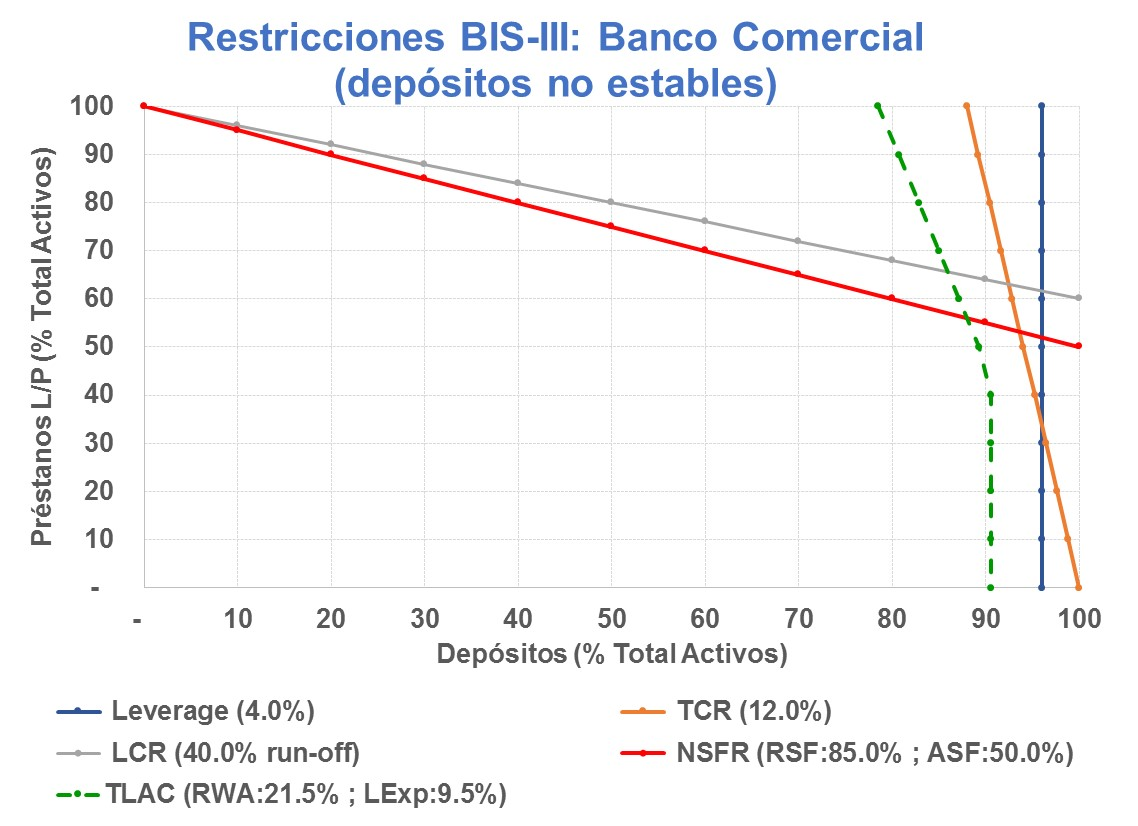 Restricciones BIS-III: Banco Comercial
(depósitos no estables)
Préstanos L/P (% Total Activos)
100
90
80
70
60
50
40
30
20
10
-
- 10 20 30 40 50 60 70 80 90 100
Depósitos (% Total Activos)
Leverage (4.0%) TCR (12.0%)
LCR (40.0% run-off) NSFR (RSF:85.0% ; ASF:50.0%)
TLAC (RWA:21.5% ; LExp:9.5%)